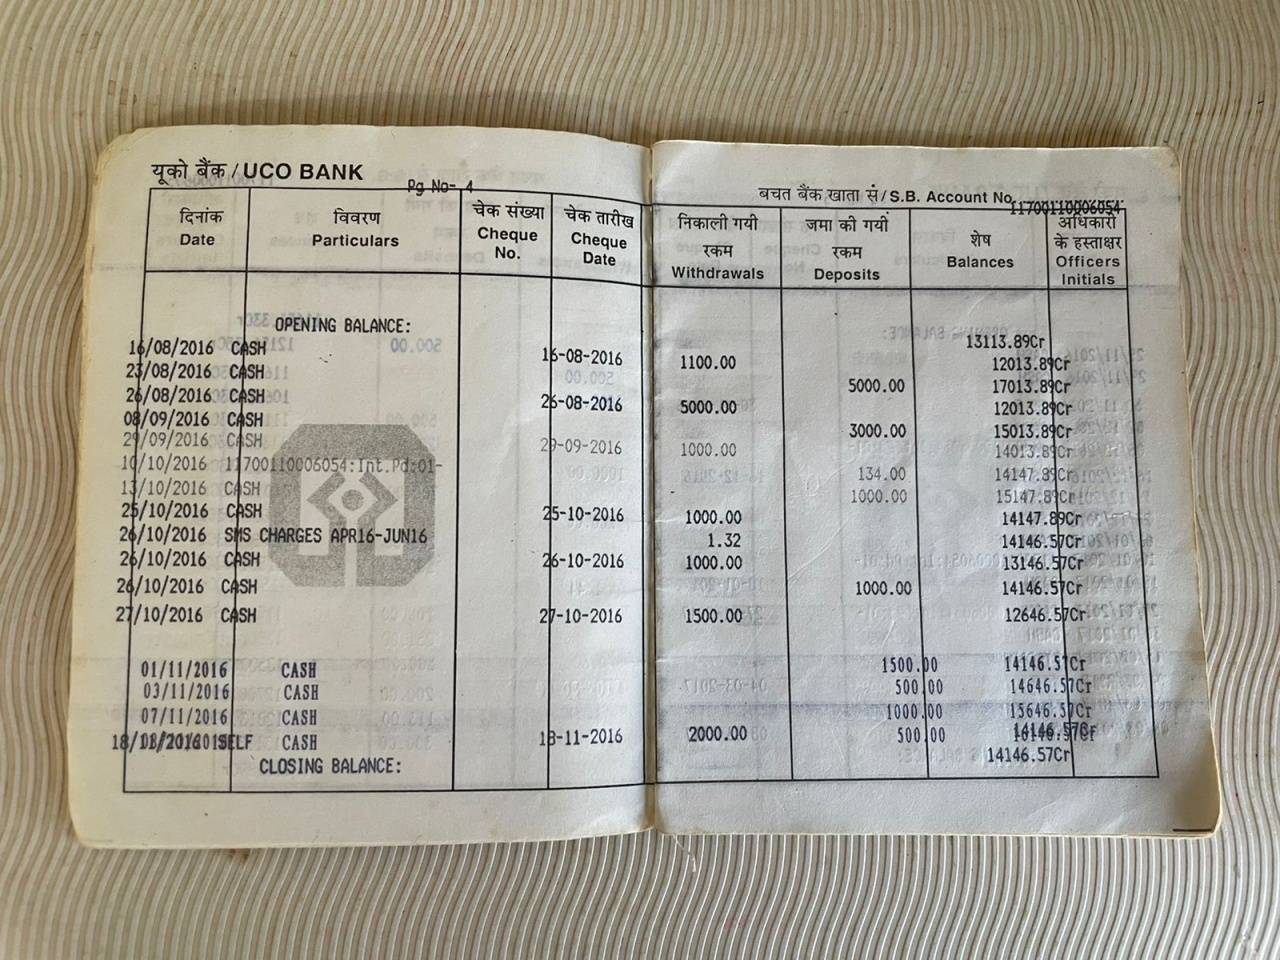 यूको बैंक / UCO BANK
Pg No- 4
बचत बैंक खाता सं / S.B. Account No. 11700110006054
दिनांक Date विवरण Particulars चेक संख्या Cheque No. चेक तारीख Cheque Date निकाली गयी रकम Withdrawals जमा की गयी रकम Deposits शेष Balances अधिकारी के हस्ताक्षर Officers Initials
OPENING BALANCE: 13113.89Cr
16/08/2016 CASH 16-08-2016 1100.00 12013.89Cr
23/08/2016 CASH 5000.00 17013.89Cr
26/08/2016 CASH 26-08-2016 5000.00 12013.89Cr
08/09/2016 CASH 3000.00 15013.89Cr
29/09/2016 CASH 29-09-2016 1000.00 14013.89Cr
10/10/2016 11700110006054:Int.Pd:01- 134.00 14147.89Cr
13/10/2016 CASH 1000.00 15147.89Cr
25/10/2016 CASH 25-10-2016 1000.00 14147.89Cr
26/10/2016 SMS CHARGES APR16-JUN16 1.32 14146.57Cr
26/10/2016 CASH 26-10-2016 1000.00 13146.57Cr
26/10/2016 CASH 1000.00 14146.57Cr
27/10/2016 CASH 27-10-2016 1500.00 12646.57Cr
01/11/2016 CASH 1500.00 14146.57Cr
03/11/2016 CASH 500.00 14646.57Cr
07/11/2016 CASH 1000.00 15646.57Cr
SELF CASH 18-11-2016 2000.00 500.00 14146.57Cr
CLOSING BALANCE: 14146.57Cr